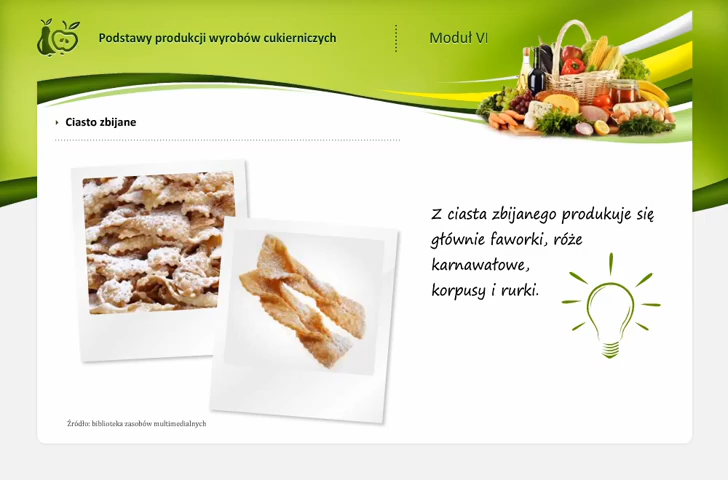 Podstawy produkcji wyrobów cukierniczych
Moduł VI
Ciasto zbijane
Z ciasta zbijanego produkuje się
głównie faworki, róże
karnawałowe,
korpusy i rurki.
Źródło: biblioteka zasobów multimedialnych